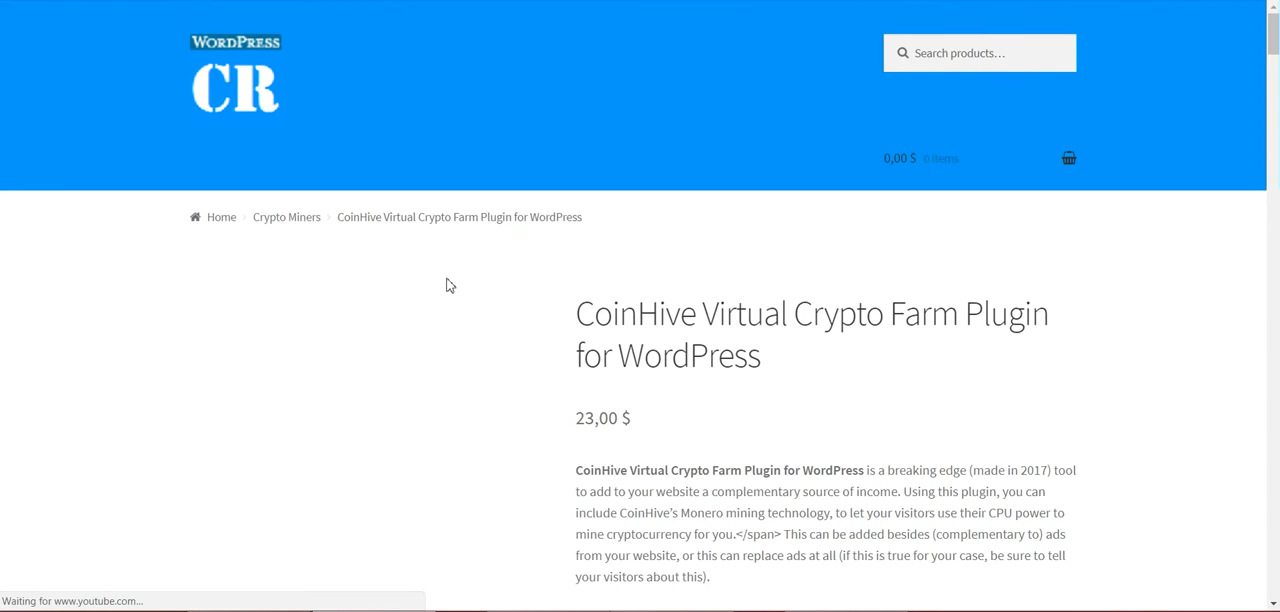 WORDPRESS
CR
Search products…
0,00 $ 0 items
Home Crypto Miners CoinHive Virtual Crypto Farm Plugin for WordPress
CoinHive Virtual Crypto Farm Plugin
for WordPress
23,00 $
CoinHive Virtual Crypto Farm Plugin for WordPress is a breaking edge (made in 2017) tool
to add to your website a complementary source of income. Using this plugin, you can
include CoinHive's Monero mining technology, to let your visitors use their CPU power to
mine cryptocurrency for you.</span> This can be added besides (complementary to) ads
from your website, or this can replace ads at all (if this is true for your case, be sure to tell
your visitors about this).
Waiting for www.youtube.com...